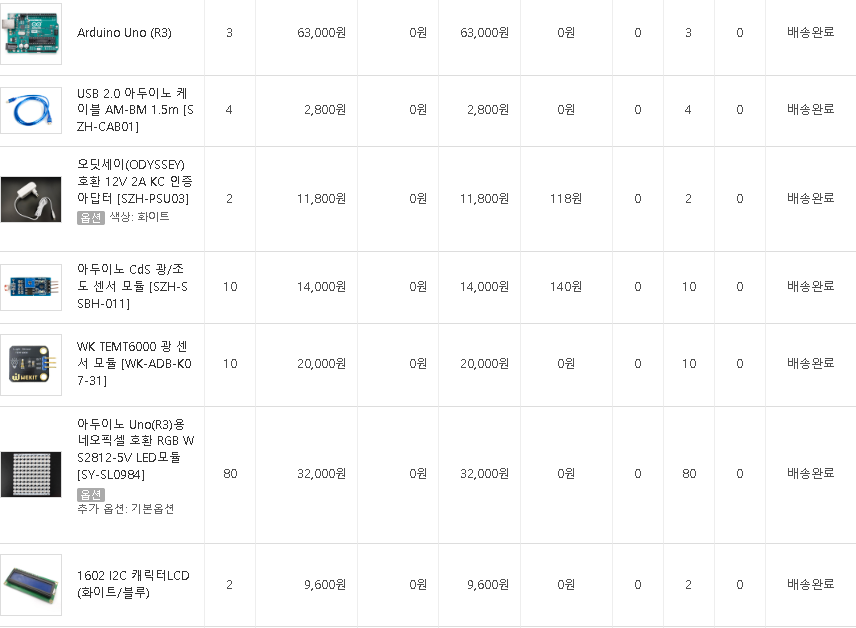 Arduino Uno (R3) 3 63,000원 0원 63,000원 0원 0 3 0 배송완료
USB 2.0 아두이노 케
이블 AM-BM 1.5m [S
ZH-CAB01]
4 2,800원 0원 2,800원 0원 0 4 0 배송완료
오딧세이(ODYSSEY)
호환 12V 2A KC 인증
아답터 [SZH-PSU03]
옵션 색상: 화이트
2 11,800원 0원 11,800원 118원 0 2 0 배송완료
아두이노 CdS 광/조
도 센서 모듈 [SZH-S
SBH-011]
10 14,000원 0원 14,000원 140원 0 10 0 배송완료
WK TEMT6000 광 센
서 모듈 [WK-ADB-K0
7-31]
10 20,000원 0원 20,000원 0원 0 10 0 배송완료
아두이노 Uno(R3)용
네오픽셀 호환 RGB W
S2812-5V LED모듈
[SY-SL0984]
옵션
추가 옵션: 기본옵션
80 32,000원 0원 32,000원 0원 0 80 0 배송완료
1602 I2C 캐릭터LCD
(화이트/블루)
2 9,600원 0원 9,600원 0원 0 2 0 배송완료